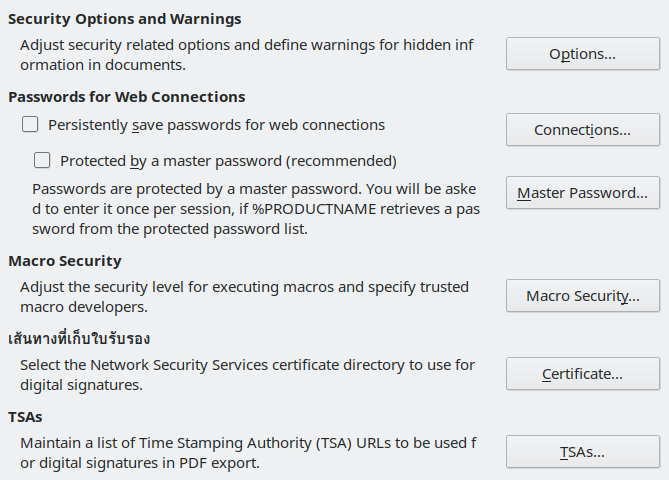 Security Options and Warnings
Adjust security related options and define warnings for hidden inf
ormation in documents.
Options...
Passwords for Web Connections
Persistently save passwords for web connections
Connections...
Protected by a master password (recommended)
Passwords are protected by a master password. You will be aske
d to enter it once per session, if %PRODUCTNAME retrieves a pas
sword from the protected password list.
Master Password...
Macro Security
Adjust the security level for executing macros and specify trusted
macro developers.
Macro Security...
เส้นทางที่เก็บใบรับรอง
Select the Network Security Services certificate directory to use for
digital signatures.
Certificate...
TSAs
Maintain a list of Time Stamping Authority (TSA) URLs to be used f
or digital signatures in PDF export.
TSAs...